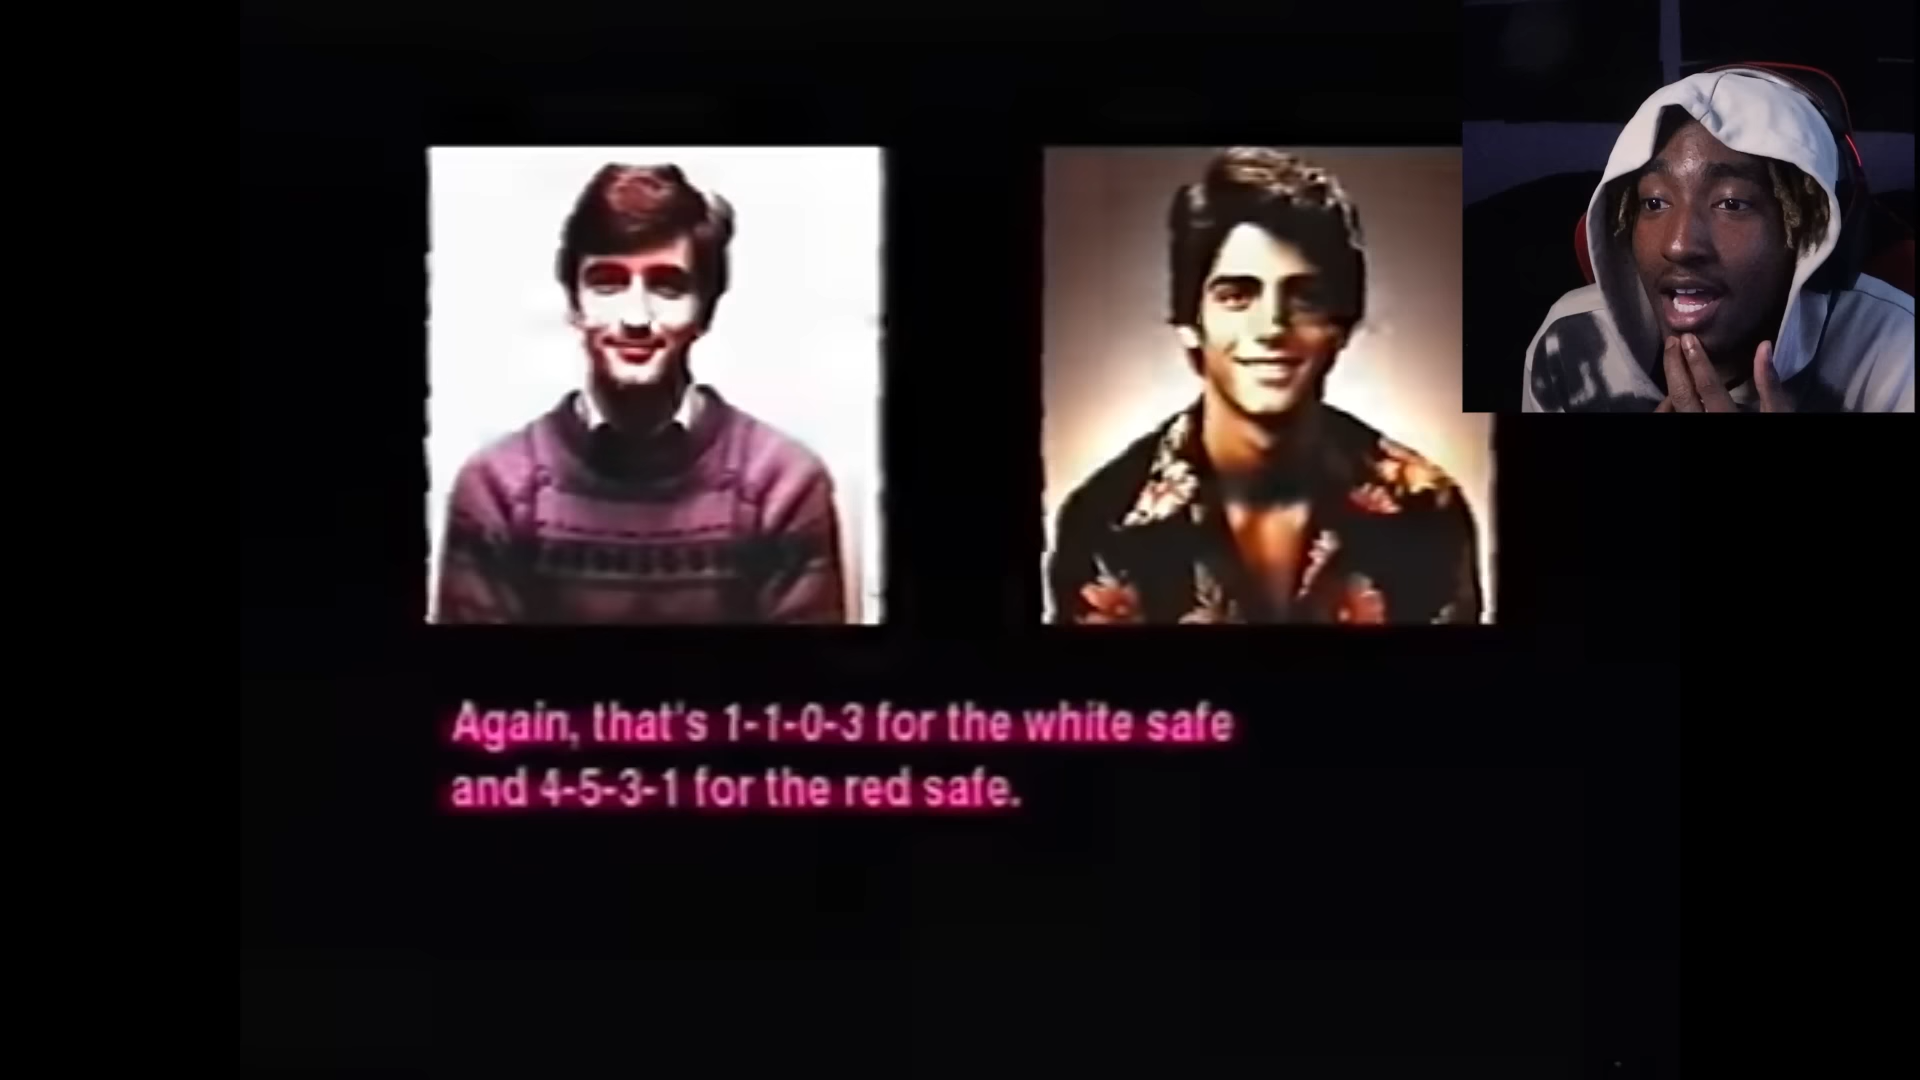 Again, that's 1-1-0-3 for the white safe
and 4-5-3-1 for the red safe.